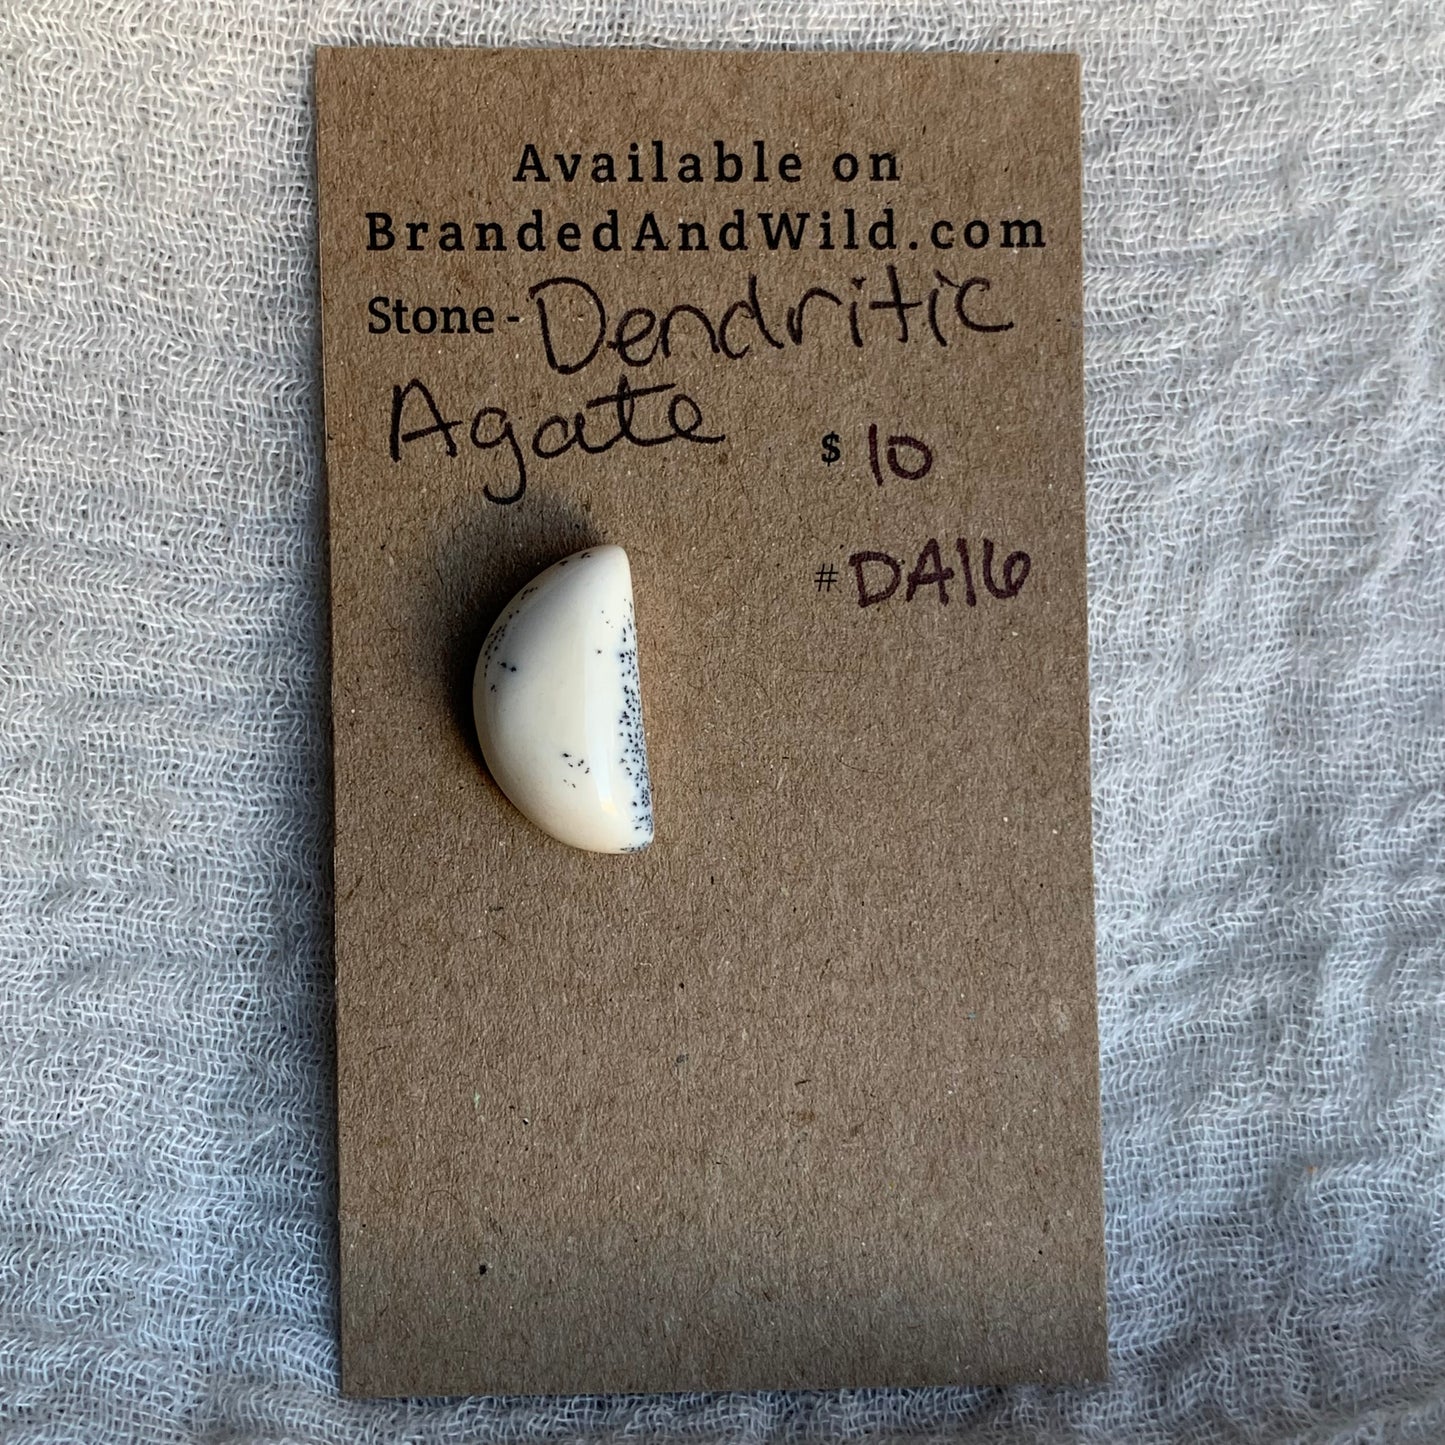 Available on
BrandedAndWild.com
Stone - Dendritic
Agate
$ 10
# DA16